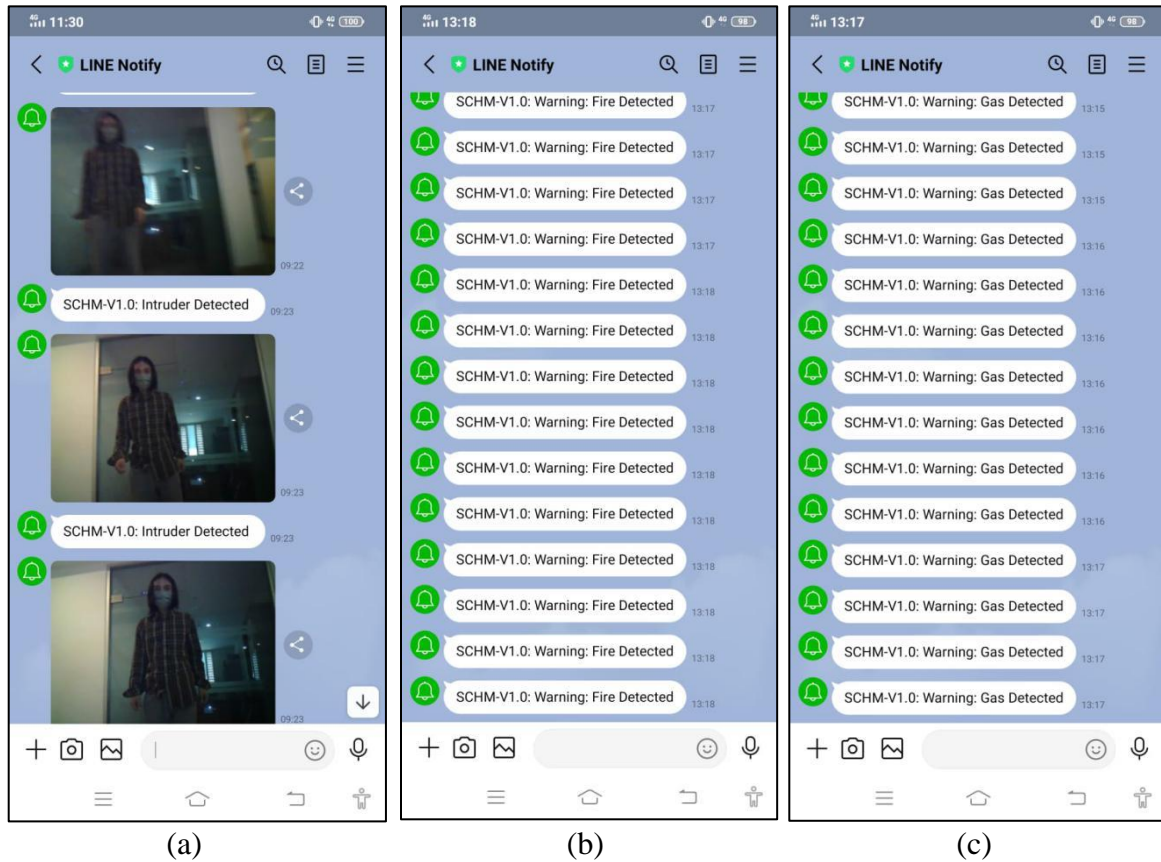 11:30
4G
100
LINE Notify
09:22
SCHM-V1.0: Intruder Detected
09:23
09:23
SCHM-V1.0: Intruder Detected
09:23
09:23
(a)
4G
13:18
4G
98
LINE Notify
SCHM-V1.0: Warning: Fire Detected
13:17
SCHM-V1.0: Warning: Fire Detected
13:17
SCHM-V1.0: Warning: Fire Detected
13:17
SCHM-V1.0: Warning: Fire Detected
13:17
SCHM-V1.0: Warning: Fire Detected
13:18
SCHM-V1.0: Warning: Fire Detected
13:18
SCHM-V1.0: Warning: Fire Detected
13:18
SCHM-V1.0: Warning: Fire Detected
13:18
SCHM-V1.0: Warning: Fire Detected
13:18
SCHM-V1.0: Warning: Fire Detected
13:18
SCHM-V1.0: Warning: Fire Detected
13:18
SCHM-V1.0: Warning: Fire Detected
13:18
SCHM-V1.0: Warning: Fire Detected
13:18
SCHM-V1.0: Warning: Fire Detected
13:18
(b)
4G
13:17
4G
98
LINE Notify
SCHM-V1.0: Warning: Gas Detected
13:15
SCHM-V1.0: Warning: Gas Detected
13:15
SCHM-V1.0: Warning: Gas Detected
13:15
SCHM-V1.0: Warning: Gas Detected
13:16
SCHM-V1.0: Warning: Gas Detected
13:16
SCHM-V1.0: Warning: Gas Detected
13:16
SCHM-V1.0: Warning: Gas Detected
13:16
SCHM-V1.0: Warning: Gas Detected
13:16
SCHM-V1.0: Warning: Gas Detected
13:16
SCHM-V1.0: Warning: Gas Detected
13:16
SCHM-V1.0: Warning: Gas Detected
13:17
SCHM-V1.0: Warning: Gas Detected
13:17
SCHM-V1.0: Warning: Gas Detected
13:17
SCHM-V1.0: Warning: Gas Detected
13:17
(c)